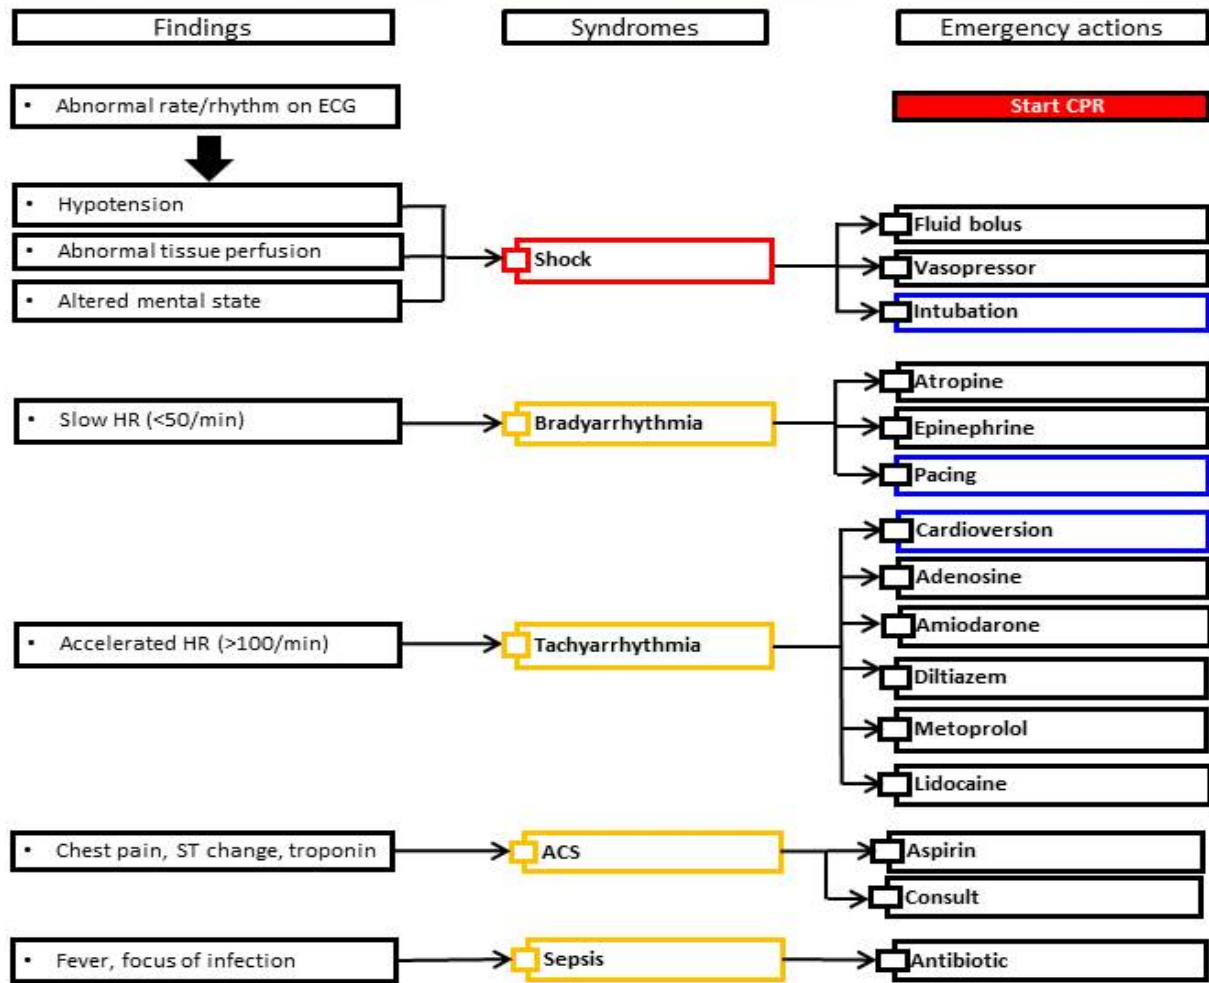 Findings
Syndromes
Emergency actions
• Abnormal rate/rhythm on ECG
Start CPR
• Hypotension
• Abnormal tissue perfusion
• Altered mental state
Shock
Fluid bolus
Vasopressor
Intubation
• Slow HR (<50/min)
Bradyarrhythmia
Atropine
Epinephrine
Pacing
• Accelerated HR (>100/min)
Tachyarrhythmia
Cardioversion
Adenosine
Amiodarone
Diltiazem
Metoprolol
Lidocaine
• Chest pain, ST change, troponin
ACS
Aspirin
Consult
• Fever, focus of infection
Sepsis
Antibiotic